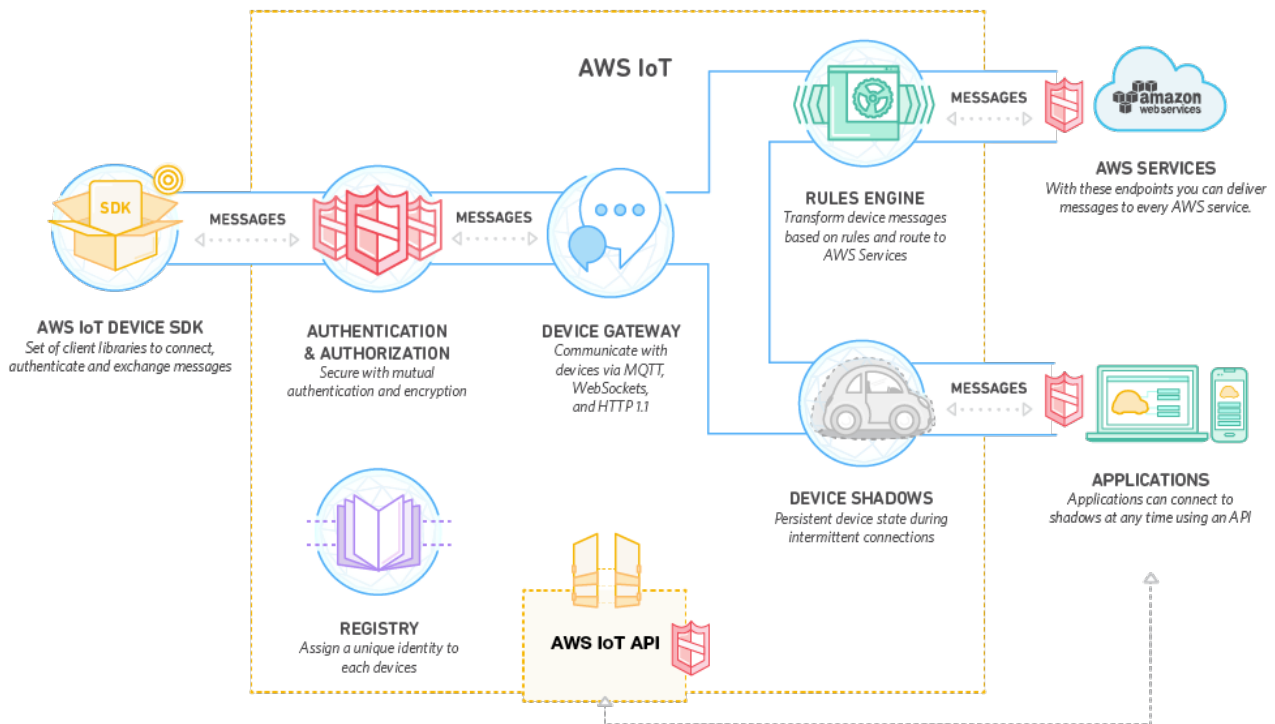 AWS IoT
SDK
MESSAGES
AWS IoT DEVICE SDK
Set of client libraries to connect,
authenticate and exchange messages
AUTHENTICATION
& AUTHORIZATION
Secure with mutual
authentication and encryption
MESSAGES
DEVICE GATEWAY
Communicate with
devices via MQTT,
WebSockets,
and HTTP 1.1
RULES ENGINE
Transform device messages
based on rules and route to
AWS Services
MESSAGES
amazon
webservices
AWS SERVICES
With these endpoints you can deliver
messages to every AWS service.
DEVICE SHADOWS
Persistent device state during
intermittent connections
MESSAGES
APPLICATIONS
Applications can connect to
shadows at any time using an API
REGISTRY
Assign a unique identity to
each devices
AWS IoT API